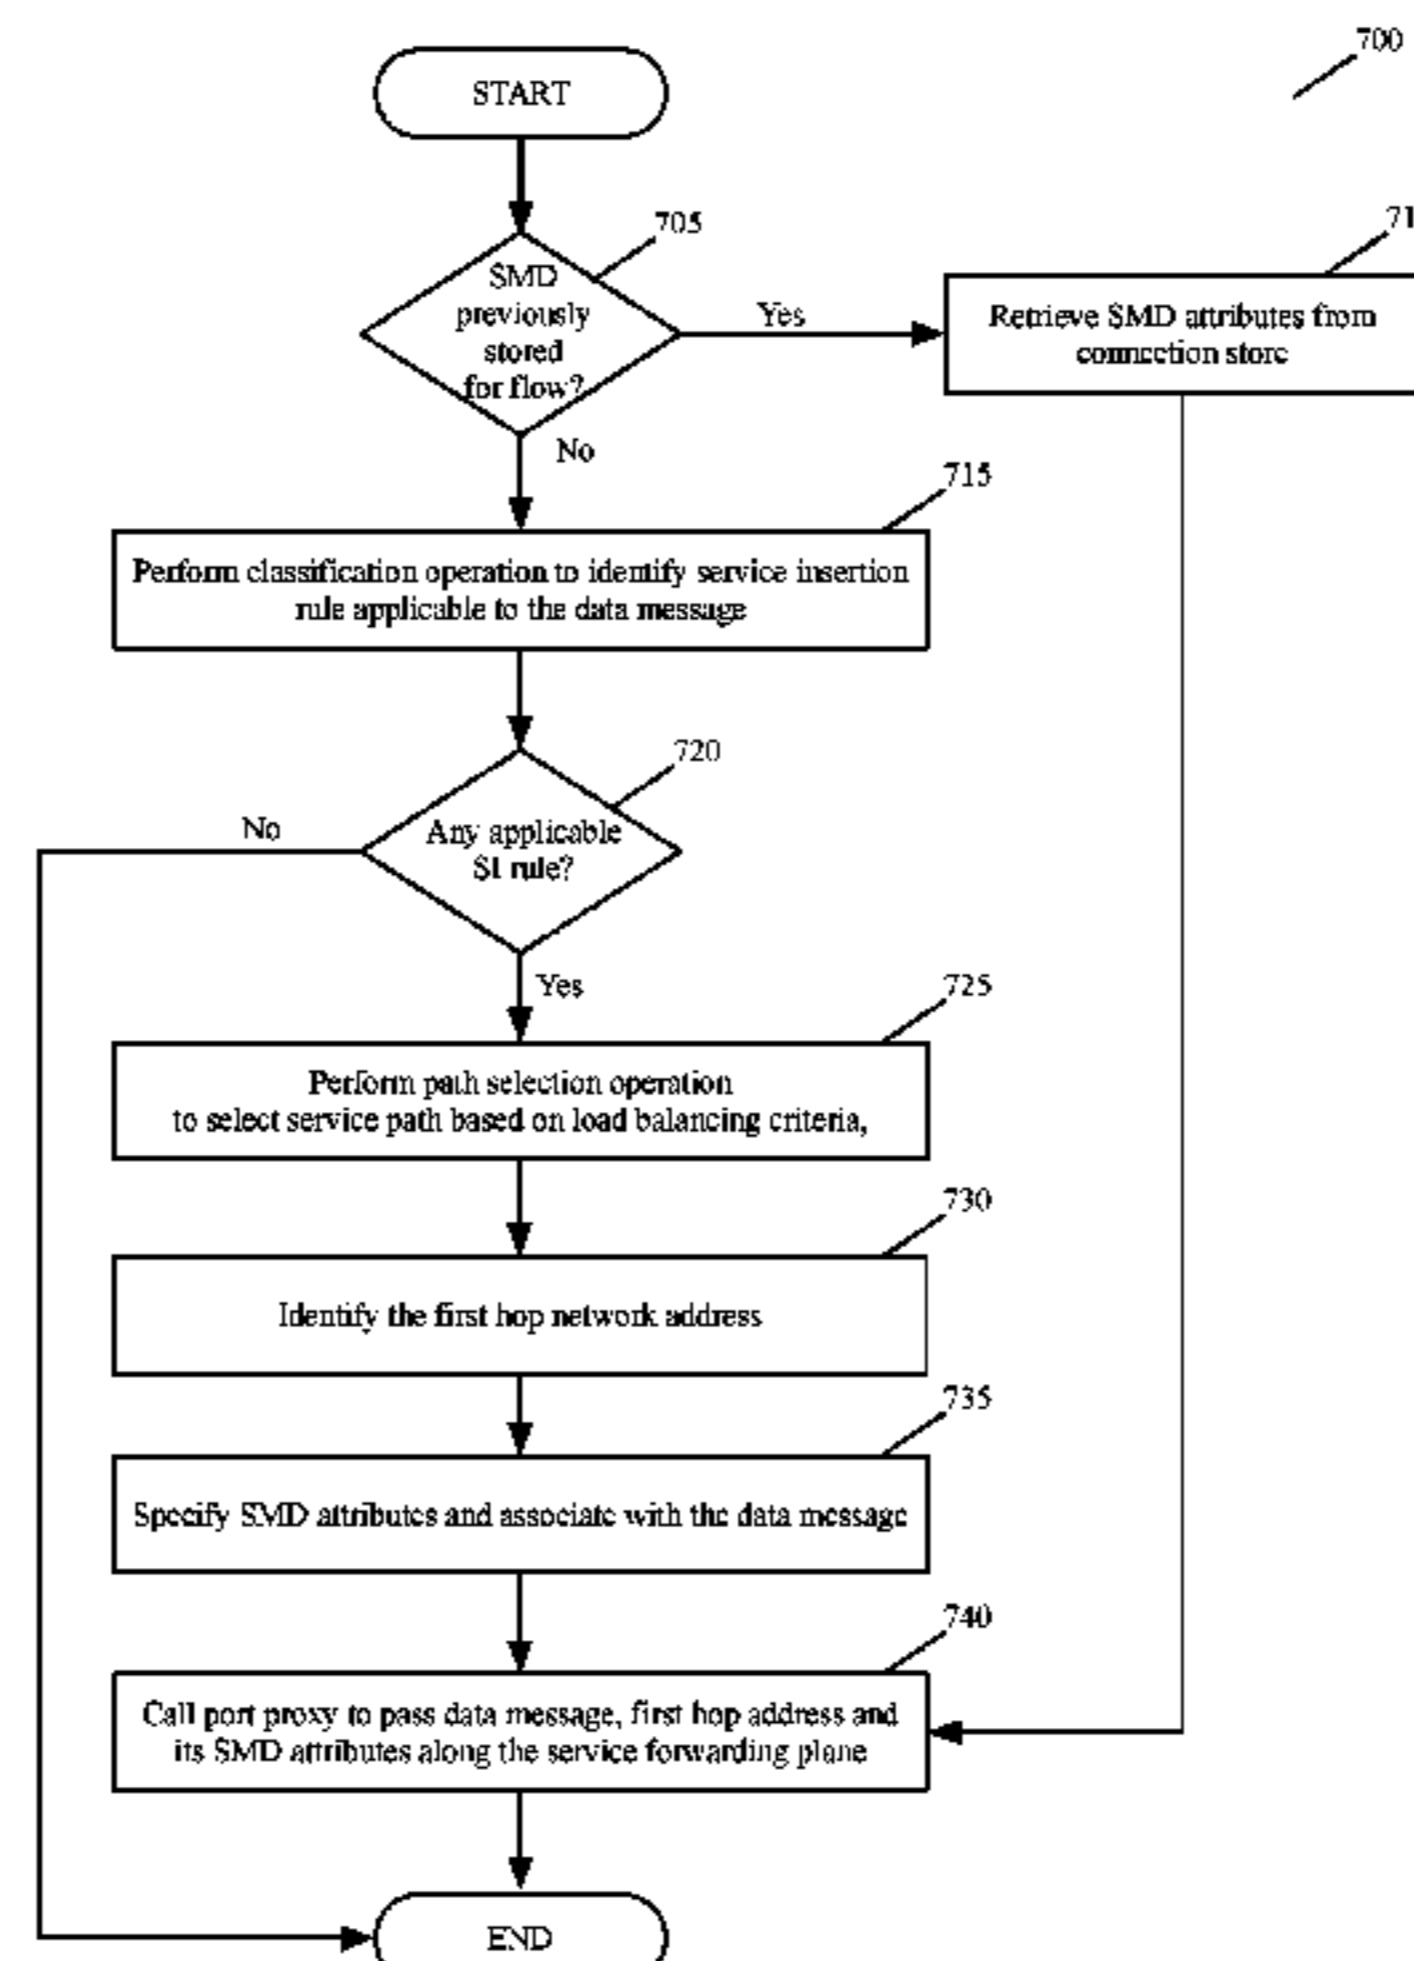 700
START
705
SMD
previously
stored
for flow?
Yes
71
Retrieve SMD attributes from
connection store
No
715
Perform classification operation to identify service insertion
rule applicable to the data message
720
No
Any applicable
SI rule?
Yes
725
Perform path selection operation
to select service path based on load balancing criteria,
730
Identify the first hop network address
735
Specify SMD attributes and associate with the data message
740
Call port proxy to pass data message, first hop address and
its SMD attributes along the service forwarding plane
END